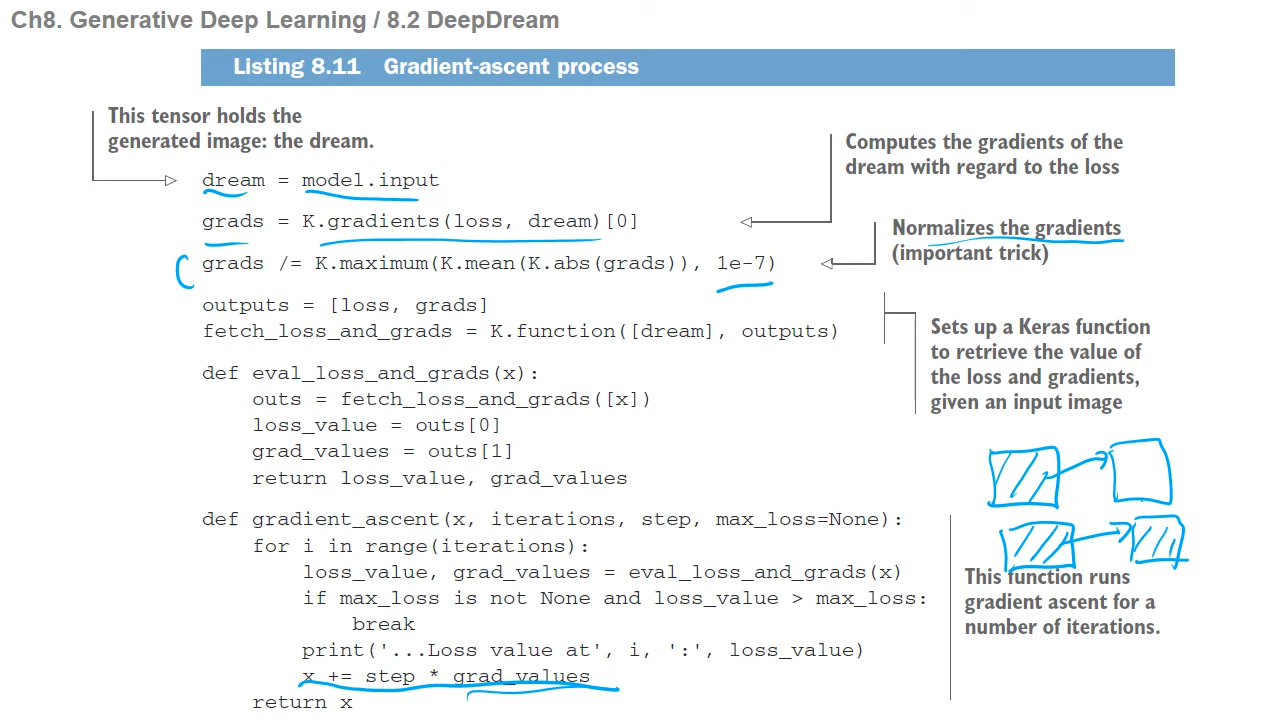 Ch8. Generative Deep Learning / 8.2 DeepDream
Listing 8.11 Gradient-ascent process
This tensor holds the
generated image: the dream.
Computes the gradients of the
dream with regard to the loss
dream = model.input
grads = K.gradients(loss, dream)[0]
Normalizes the gradients
(important trick)
grads /= K.maximum(K.mean(K.abs(grads)), 1e-7)
outputs = [loss, grads]
fetch_loss_and_grads = K.function([dream], outputs)
Sets up a Keras function
to retrieve the value of
the loss and gradients,
given an input image
def eval_loss_and_grads(x):
    outs = fetch_loss_and_grads([x])
    loss_value = outs[0]
    grad_values = outs[1]
    return loss_value, grad_values
def gradient_ascent(x, iterations, step, max_loss=None):
    for i in range(iterations):
        loss_value, grad_values = eval_loss_and_grads(x)
        if max_loss is not None and loss_value > max_loss:
            break
        print('...Loss value at', i, ':', loss_value)
        x += step * grad_values
    return x
This function runs
gradient ascent for a
number of iterations.